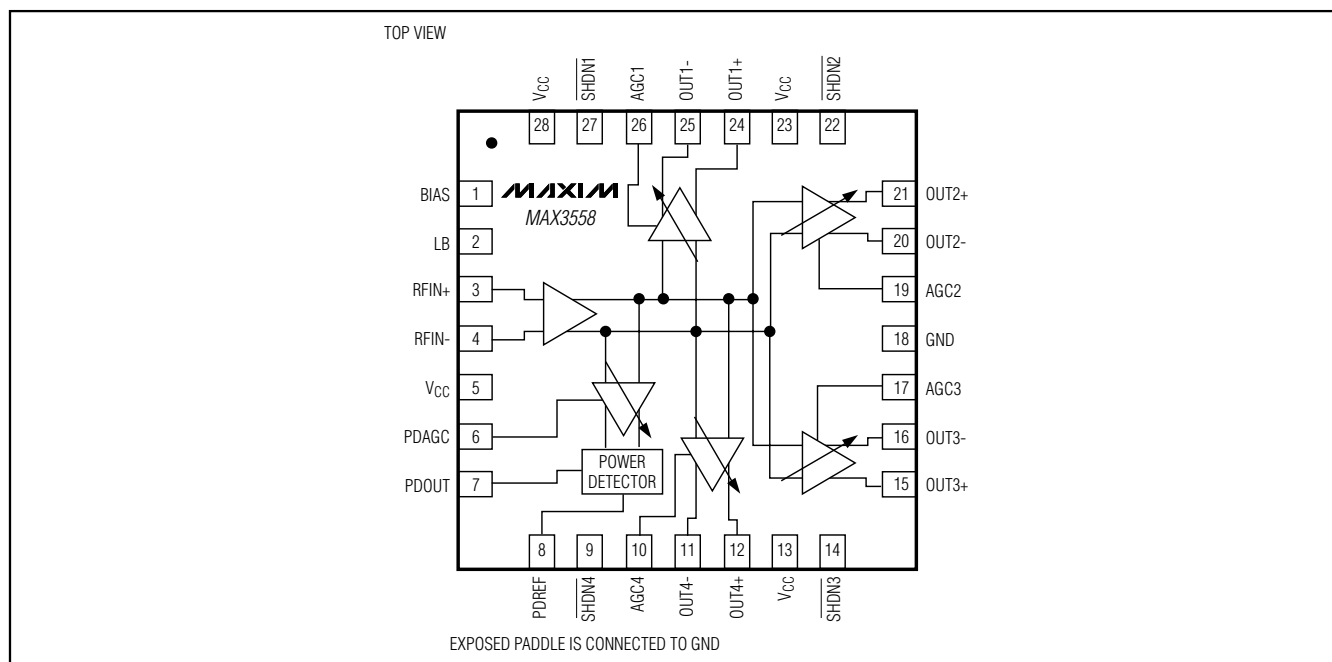 TOP VIEW
VCC
SHDN1
AGC1
OUT1-
OUT1+
VCC
SHDN2
28
27
26
25
24
23
22
MAXIM
MAX3558
BIAS 1
LB 2
RFIN+ 3
RFIN- 4
VCC 5
PDAGC 6
PDOUT 7
21 OUT2+
20 OUT2-
19 AGC2
18 GND
17 AGC3
16 OUT3-
15 OUT3+
POWER
DETECTOR
8
9
10
11
12
13
14
PDREF
SHDN4
AGC4
OUT4-
OUT4+
VCC
SHDN3
EXPOSED PADDLE IS CONNECTED TO GND